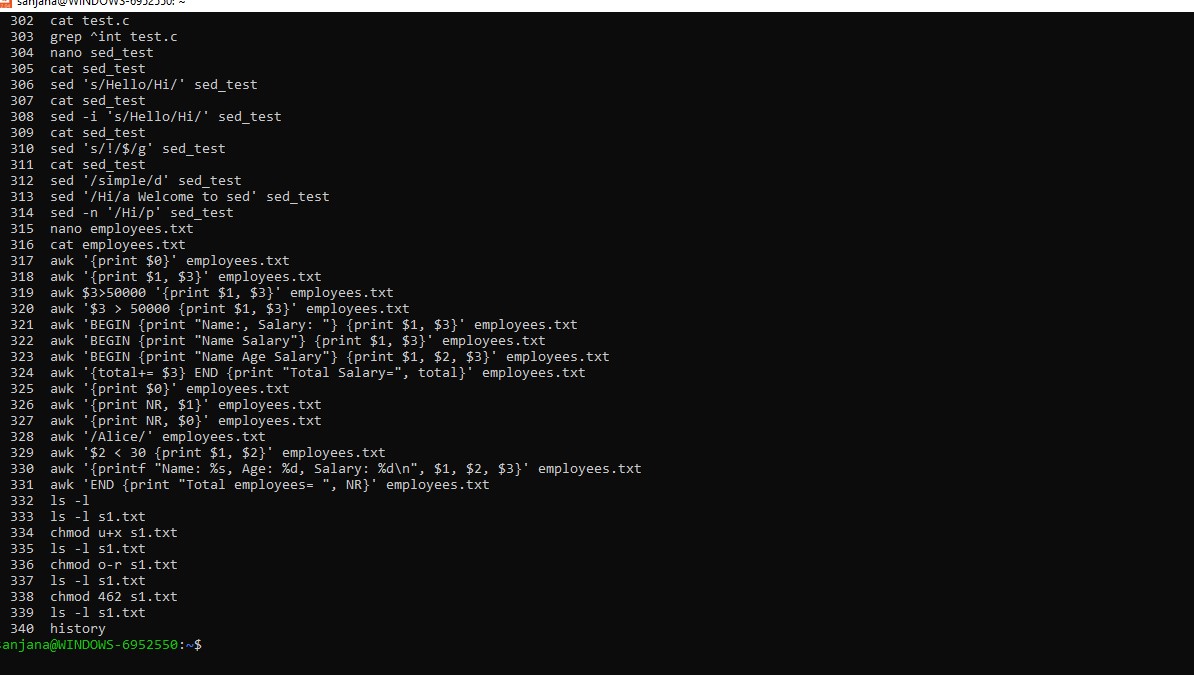 sanjana@WINDOWS-6952550: ~
302 cat test.c
303 grep ^int test.c
304 nano sed_test
305 cat sed_test
306 sed 's/Hello/Hi/' sed_test
307 cat sed_test
308 sed -i 's/Hello/Hi/' sed_test
309 cat sed_test
310 sed 's/!/$/g' sed_test
311 cat sed_test
312 sed '/simple/d' sed_test
313 sed '/Hi/a Welcome to sed' sed_test
314 sed -n '/Hi/p' sed_test
315 nano employees.txt
316 cat employees.txt
317 awk '{print $0}' employees.txt
318 awk '{print $1, $3}' employees.txt
319 awk $3>50000 '{print $1, $3}' employees.txt
320 awk '$3 > 50000 {print $1, $3}' employees.txt
321 awk 'BEGIN {print "Name:, Salary: "} {print $1, $3}' employees.txt
322 awk 'BEGIN {print "Name Salary"} {print $1, $3}' employees.txt
323 awk 'BEGIN {print "Name Age Salary"} {print $1, $2, $3}' employees.txt
324 awk '{total+= $3} END {print "Total Salary=", total}' employees.txt
325 awk '{print $0}' employees.txt
326 awk '{print NR, $1}' employees.txt
327 awk '{print NR, $0}' employees.txt
328 awk '/Alice/' employees.txt
329 awk '$2 < 30 {print $1, $2}' employees.txt
330 awk '{printf "Name: %s, Age: %d, Salary: %d\n", $1, $2, $3}' employees.txt
331 awk 'END {print "Total employees= ", NR}' employees.txt
332 ls -l
333 ls -l s1.txt
334 chmod u+x s1.txt
335 ls -l s1.txt
336 chmod o-r s1.txt
337 ls -l s1.txt
338 chmod 462 s1.txt
339 ls -l s1.txt
340 history
sanjana@WINDOWS-6952550:~$